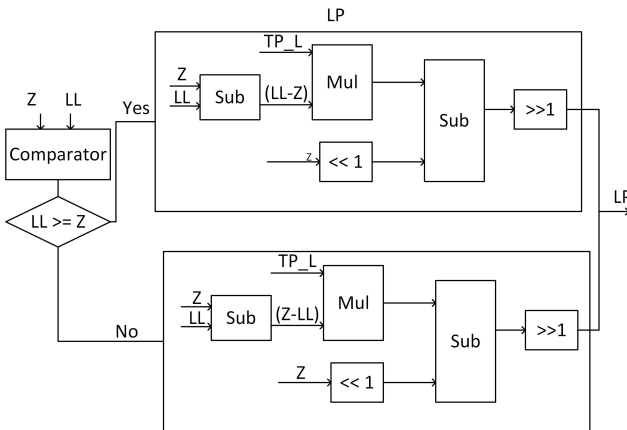 LP
TP_L
Z
LL
Sub
(LL-Z)
Mul
Sub
>>1
Z
<< 1
Z LL
Comparator
LL >= Z
Yes
No
LP
TP_L
Z
LL
Sub
(Z-LL)
Mul
Sub
>>1
Z
<< 1